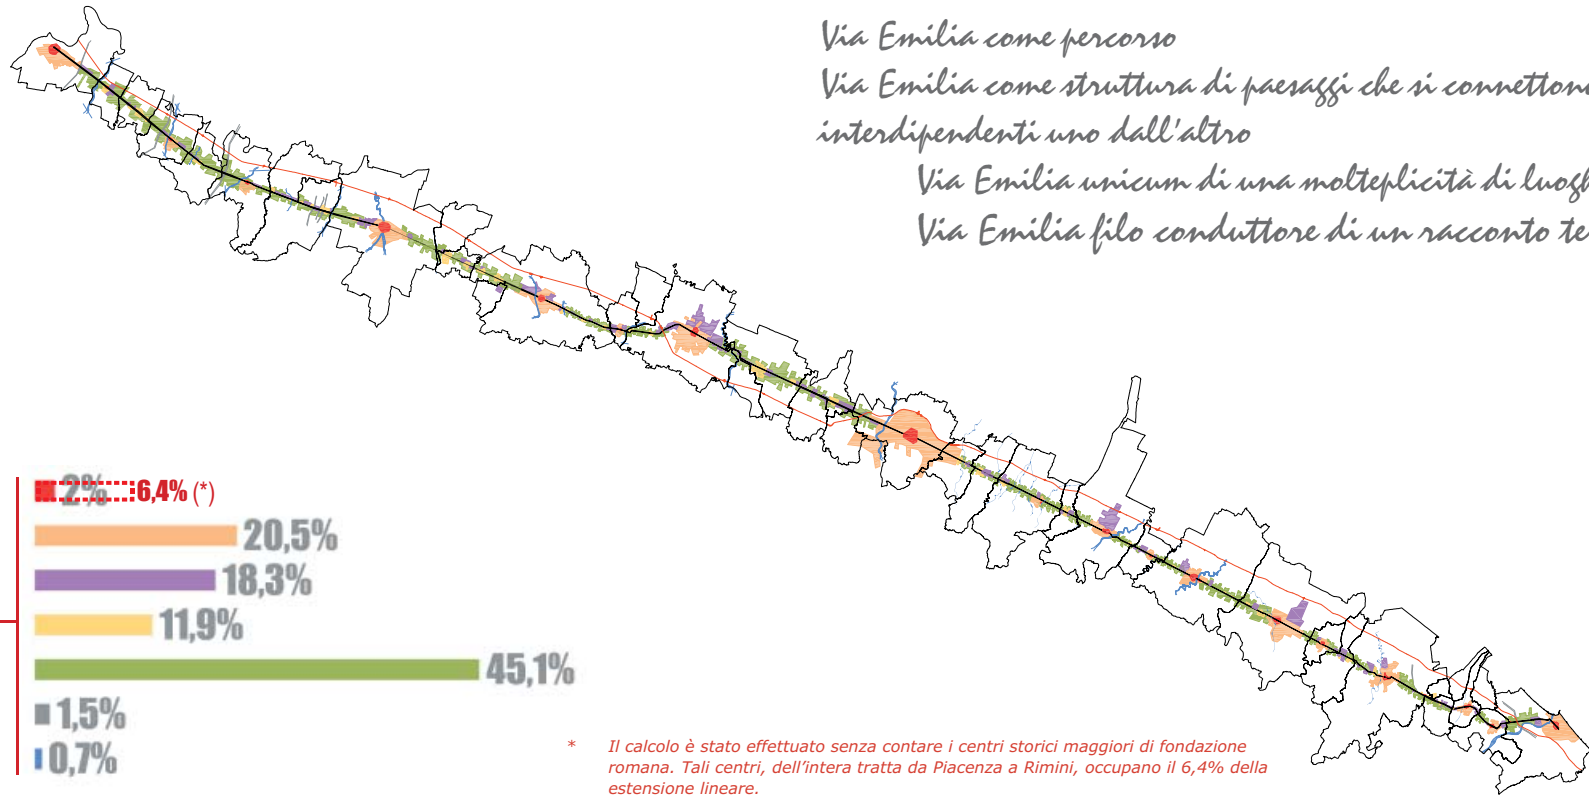 Via Emilia come percorso
Via Emilia come struttura di paesaggi che si connettono
interdipendenti uno dall'altro
Via Emilia unicum di una molteplicità di
Via Emilia filo conduttore di un racconto
2% 6,4% (*)
20,5%
18,3%
11,9%
45,1%
1,5%
0,7%
* Il calcolo è stato effettuato senza contare i centri storici maggiori di fondazione
romana. Tali centri, dell'intera tratta da Piacenza a Rimini, occupano il 6,4% della
estensione lineare.